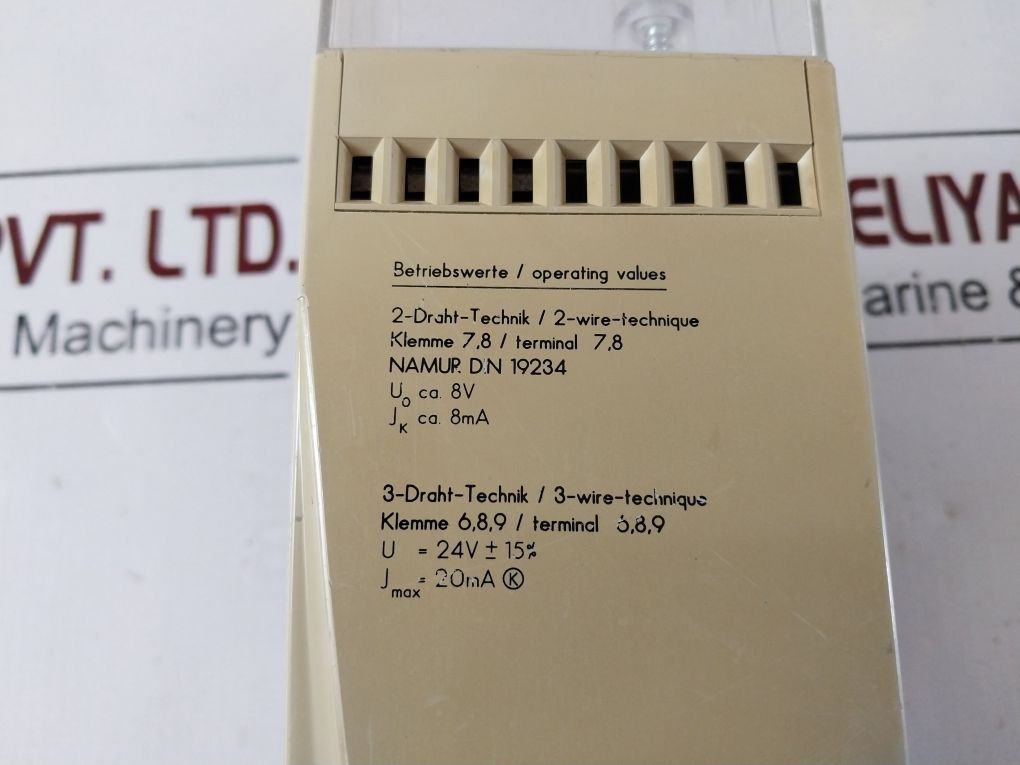 PVT. LTD.
Machinery
ELIYA
arine &
Betriebswerte / operating values
2-Draht-Technik / 2-wire-technique
Klemme 7,8 / terminal 7,8
NAMUR DIN 19234
U₀ ca. 8V
Jₖ ca. 8mA
3-Draht-Technik / 3-wire-technique
Klemme 6,8,9 / terminal 6,8,9
U = 24V ± 15%
Jmax = 20mA Ⓚ